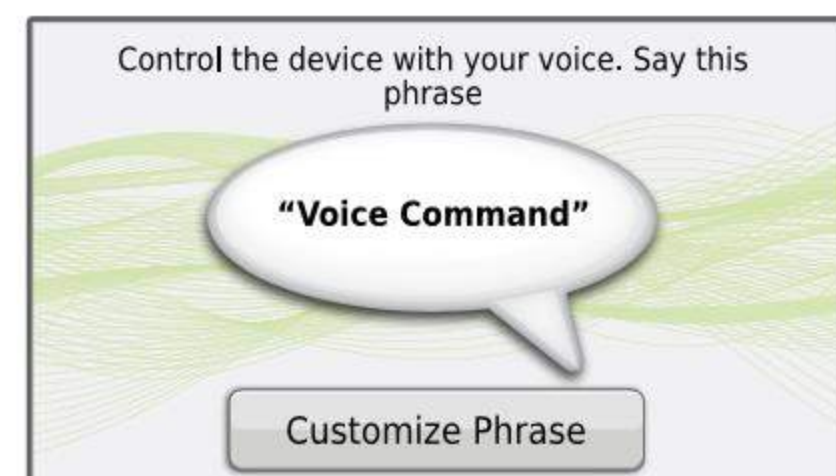 Control the device with your voice. Say this
phrase
“Voice Command”
Customize Phrase